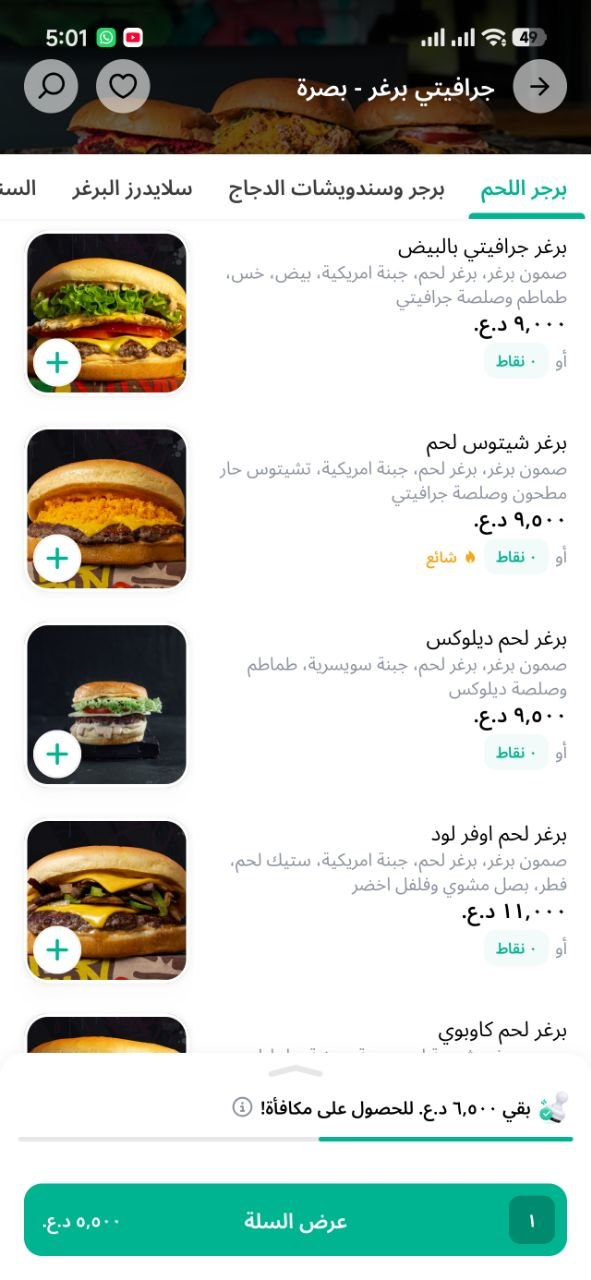 5:01
49
جرافيتي برغر - بصرة
برجر اللحم
برجر وسندويشات الدجاج
سلايدرز البرغر
السن
برغر جرافيتي بالبيض
صمون برغر، برغر لحم، جبنة امريكية، بيض، خس،
طماطم وصلصة جرافيتي
٩,٠٠٠ د.ع.
أو ٠ نقاط
برغر شيتوس لحم
صمون برغر، برغر لحم، جبنة امريكية، تشيتوس حار
مطحون وصلصة جرافيتي
٩,٥٠٠ د.ع.
أو ٠ نقاط شائع
برغر لحم ديلوكس
صمون برغر، برغر لحم، جبنة سويسرية، طماطم
وصلصة ديلوكس
٩,٥٠٠ د.ع.
أو ٠ نقاط
برغر لحم اوفر لود
صمون برغر، برغر لحم، جبنة امريكية، ستيك لحم،
فطر، بصل مشوي وفلفل اخضر
١١,٠٠٠ د.ع.
أو ٠ نقاط
برغر لحم كاوبوي
بقي ٦,٥٠٠ د.ع. للحصول على مكافأة!
١ عرض السلة ٥,٥٠٠ د.ع.